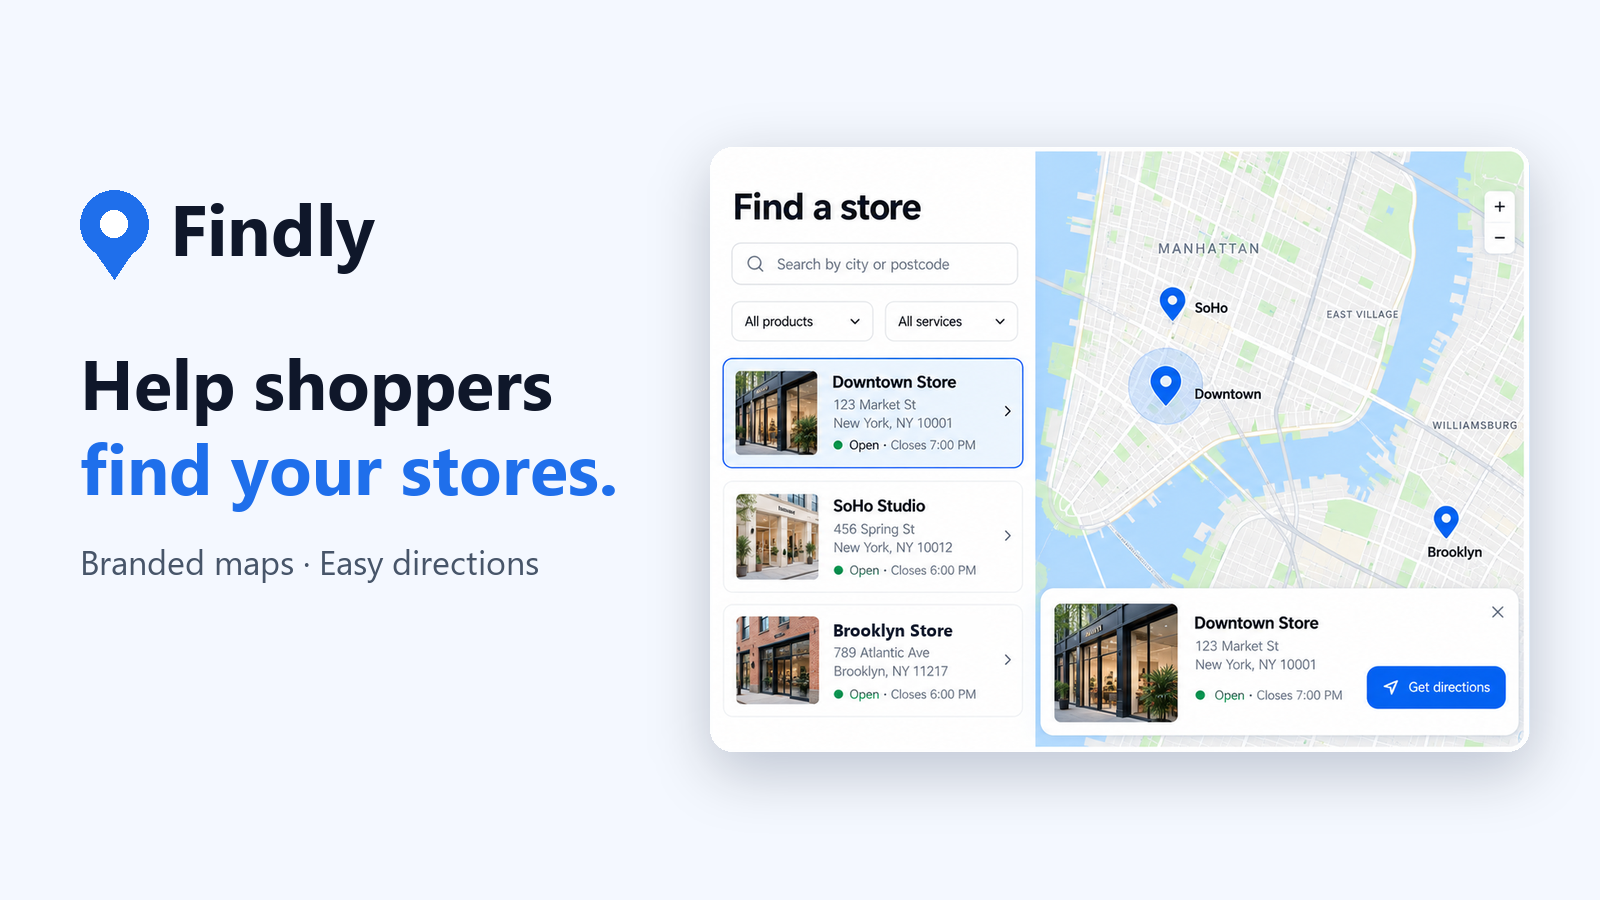 Findly
Help shoppers
find your stores.
Branded maps · Easy directions
Find a store
Search by city or postcode
All products
All services
Downtown Store
123 Market St
New York, NY 10001
Open · Closes 7:00 PM
SoHo Studio
456 Spring St
New York, NY 10012
Open · Closes 6:00 PM
Brooklyn Store
789 Atlantic Ave
Brooklyn, NY 11217
Open · Closes 6:00 PM
+
−
MANHATTAN
SoHo
EAST VILLAGE
Downtown
WILLIAMSBURG
Brooklyn
Downtown Store
123 Market St
New York, NY 10001
Open · Closes 7:00 PM
Get directions